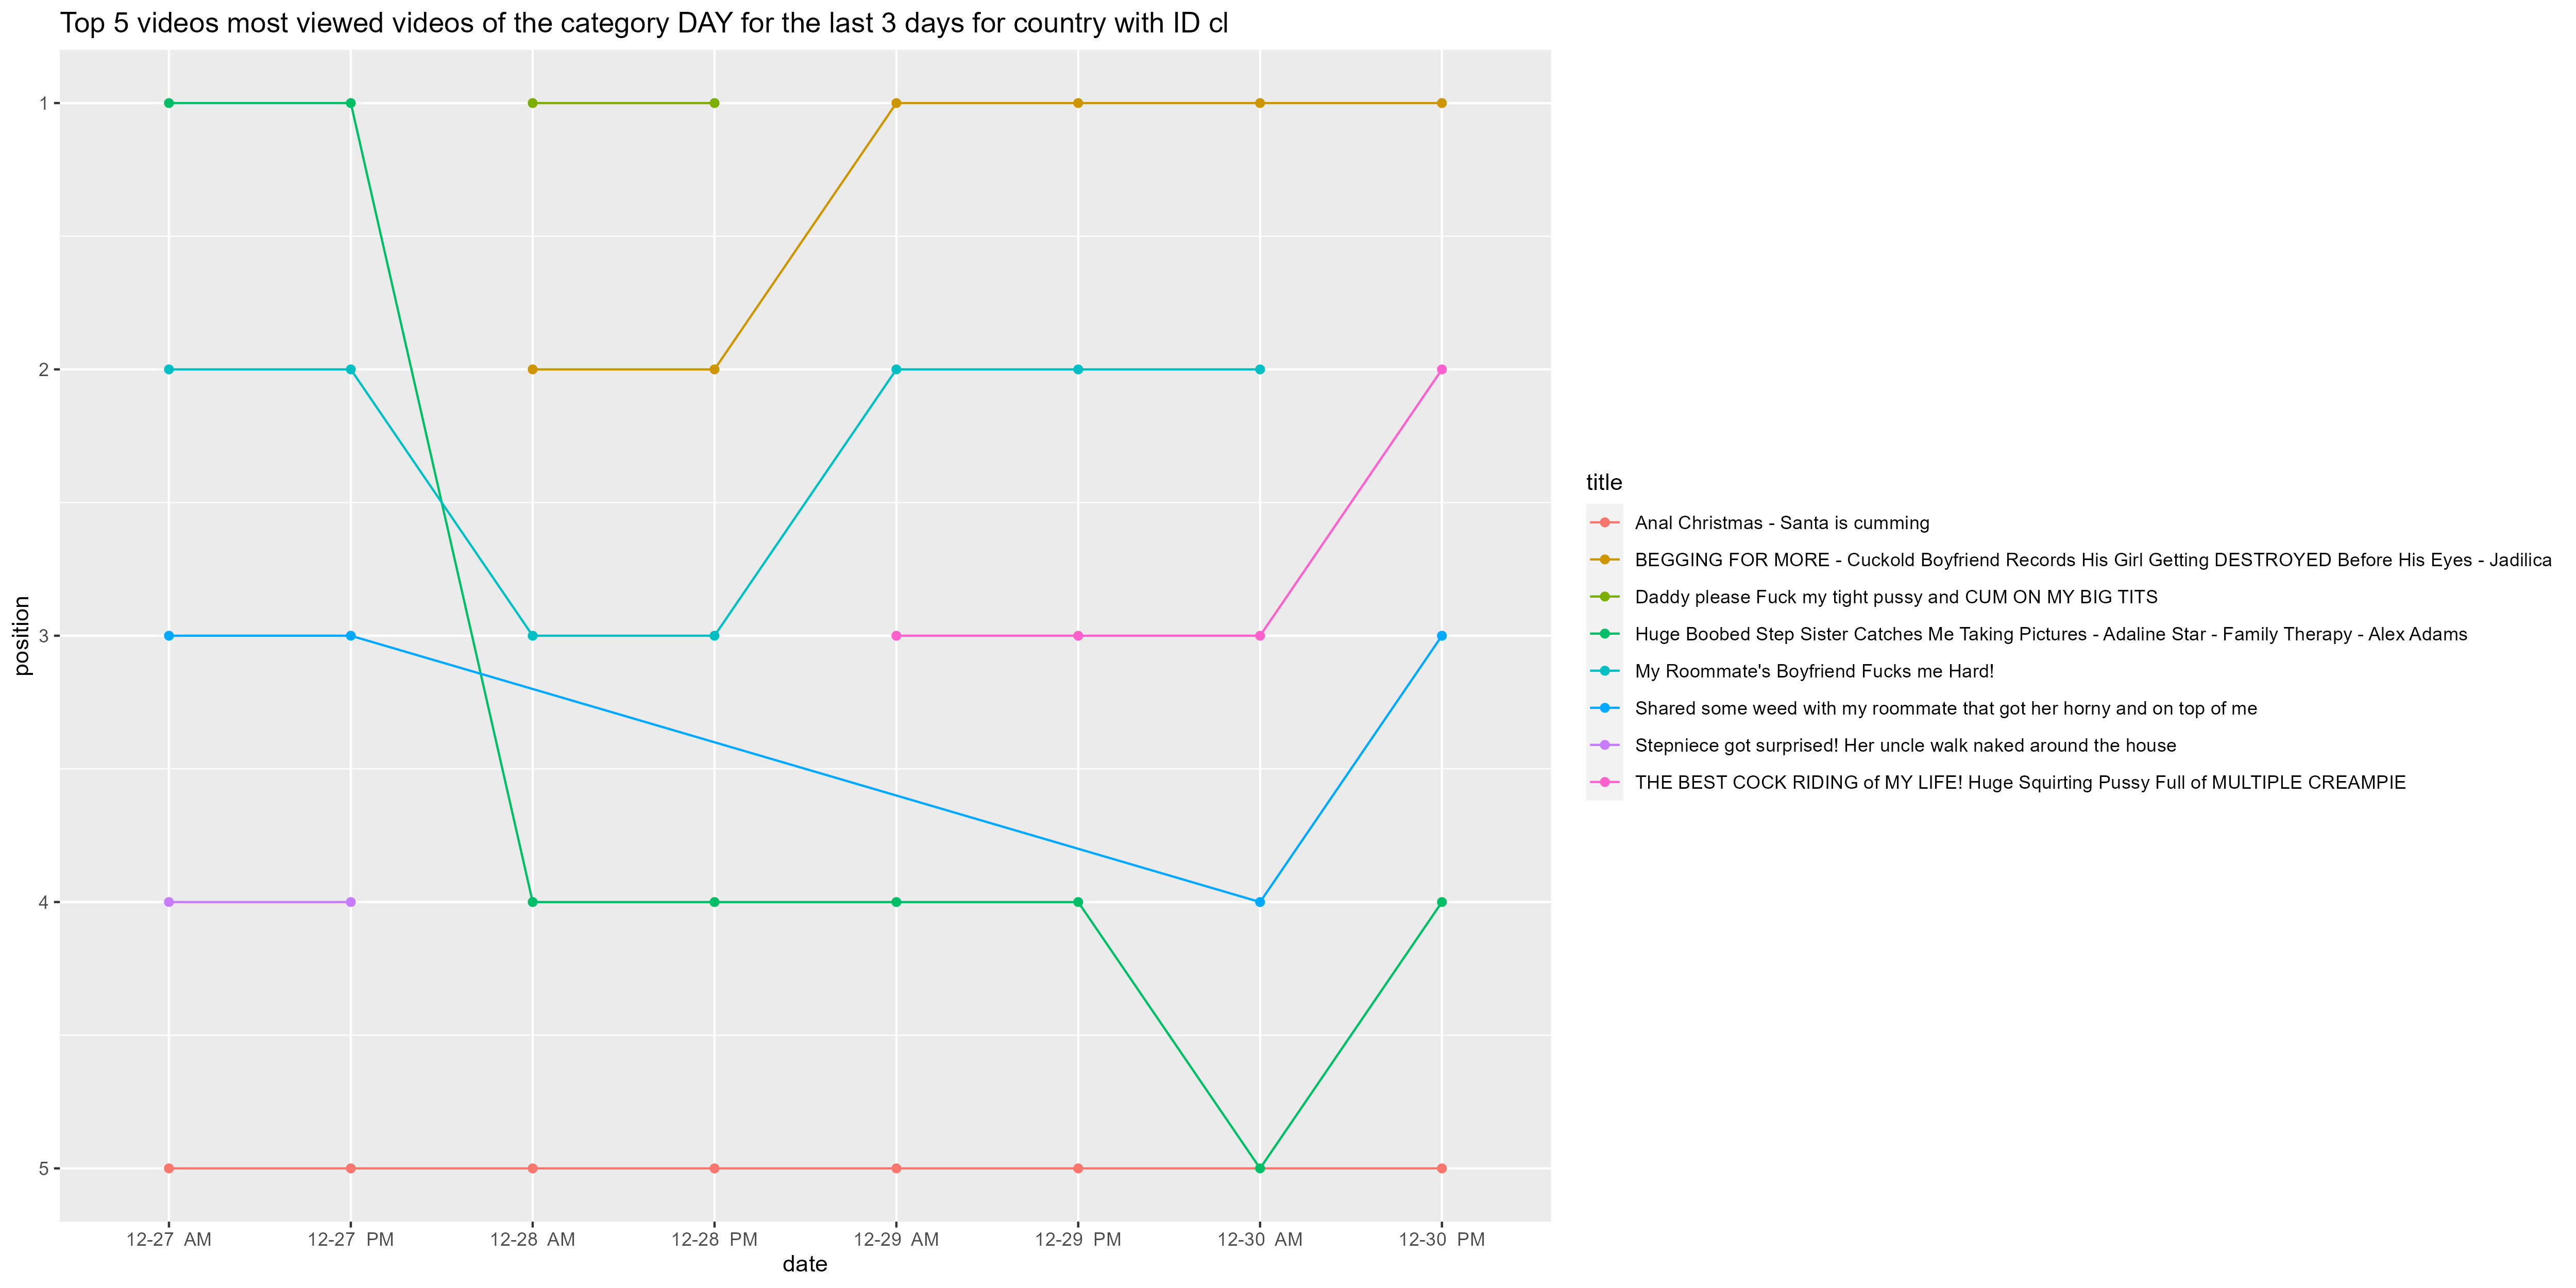 Top 5 videos most viewed videos of the category DAY for the last 3 days for country with ID cl
1
2
3
4
5
position
12-27 AM
12-27 PM
12-28 AM
12-28 PM
12-29 AM
12-29 PM
12-30 AM
12-30 PM
date
title
Anal Christmas - Santa is cumming
BEGGING FOR MORE - Cuckold Boyfriend Records His Girl Getting DESTROYED Before His Eyes - Jadilica
Daddy please Fuck my tight pussy and CUM ON MY BIG TITS
Huge Boobed Step Sister Catches Me Taking Pictures - Adaline Star - Family Therapy - Alex Adams
My Roommate's Boyfriend Fucks me Hard!
Shared some weed with my roommate that got her horny and on top of me
Stepniece got surprised! Her uncle walk naked around the house
THE BEST COCK RIDING of MY LIFE! Huge Squirting Pussy Full of MULTIPLE CREAMPIE